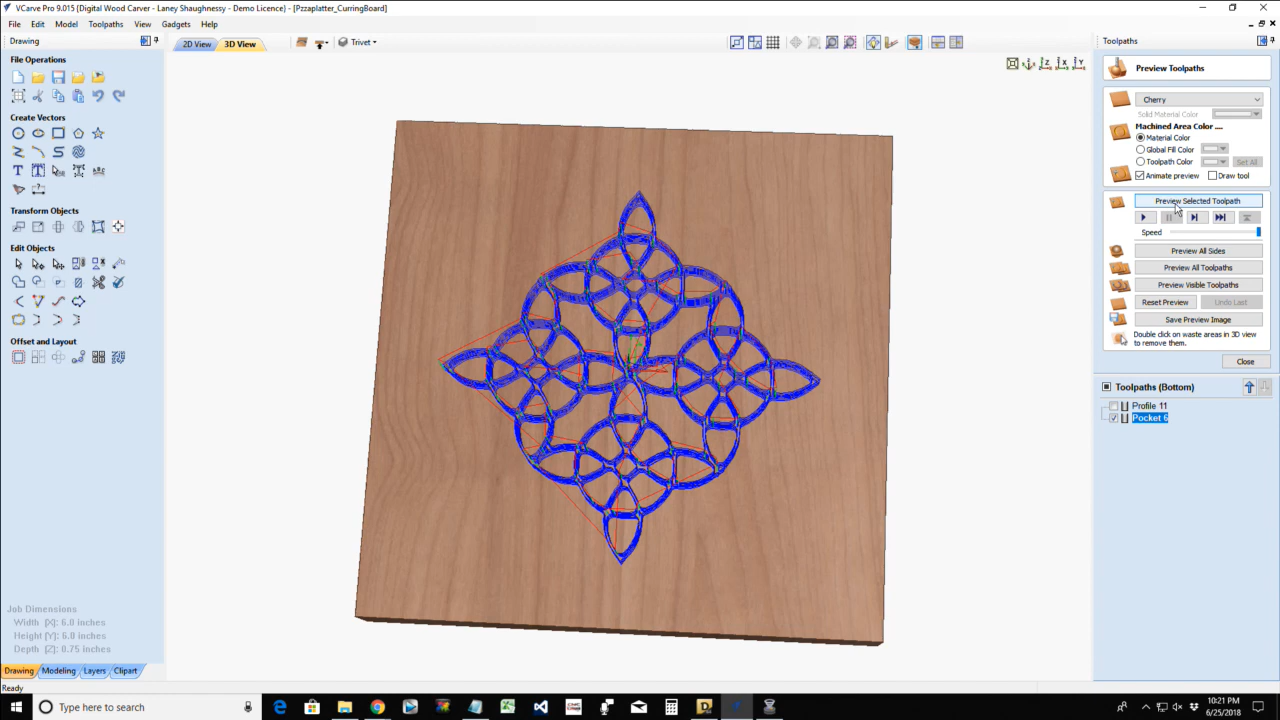 VCarve Pro 9.015 {Digital Wood Carver - Laney Shaughnessy - Demo Licence} - [Pzzaplatter_CurringBoard]
File Edit Model Toolpaths View Gadgets Help
Drawing
2D View 3D View Trivet
Toolpaths
File Operations
Create Vectors
Transform Objects
Edit Objects
Offset and Layout
Job Dimensions
Width (X): 6.0 inches
Height (Y): 6.0 inches
Depth (Z): 0.75 inches
Drawing Modeling Layers Clipart
Ready
Z X Y
Preview Toolpaths
Cherry
Solid Material Color
Machined Area Color ....
Material Color
Global Fill Color
Toolpath Color Set All
Animate preview Draw tool
Preview Selected Toolpath
Speed
Preview All Sides
Preview All Toolpaths
Preview Visible Toolpaths
Reset Preview Undo Last
Save Preview Image
Double click on waste areas in 3D view
to remove them.
Close
Toolpaths (Bottom)
Profile 11
Pocket 6
Type here to search
10:21 PM
6/25/2018